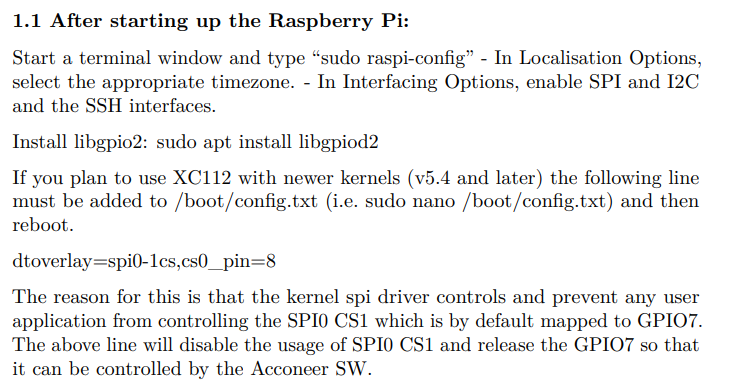 1.1 After starting up the Raspberry Pi:
Start a terminal window and type “sudo raspi-config” - In Localisation Options,
select the appropriate timezone. - In Interfacing Options, enable SPI and I2C
and the SSH interfaces.
Install libgpio2: sudo apt install libgpiod2
If you plan to use XC112 with newer kernels (v5.4 and later) the following line
must be added to /boot/config.txt (i.e. sudo nano /boot/config.txt) and then
reboot.
dtoverlay=spi0-1cs,cs0_pin=8
The reason for this is that the kernel spi driver controls and prevent any user
application from controlling the SPI0 CS1 which is by default mapped to GPIO7.
The above line will disable the usage of SPI0 CS1 and release the GPIO7 so that
it can be controlled by the Acconeer SW.